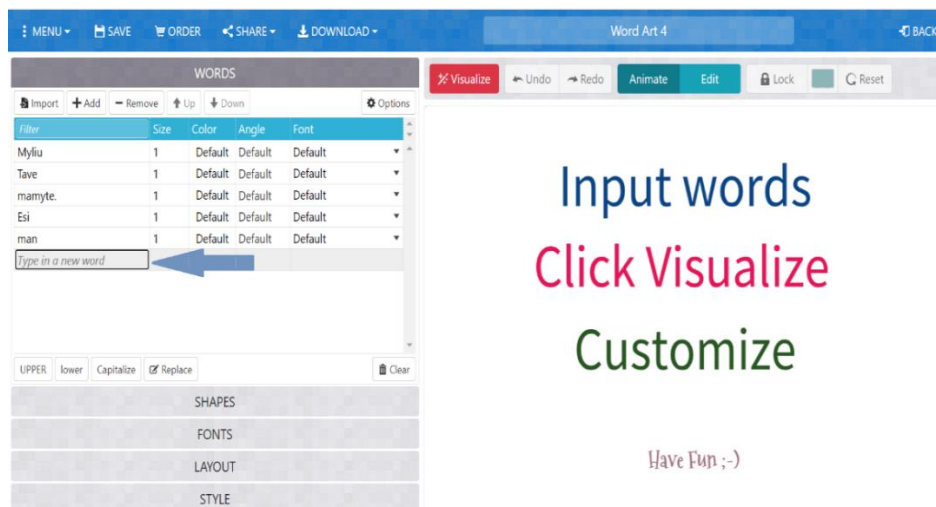 MENU SAVE ORDER SHARE DOWNLOAD Word Art 4 BACK
WORDS
Visualize Undo Redo Animate Edit Lock Reset
Import Add Remove Up Down Options
Filter Size Color Angle Font
Myliu 1 Default Default Default
Tave 1 Default Default Default
mamyte. 1 Default Default Default
Esi 1 Default Default Default
man 1 Default Default Default
Type in a new word
UPPER lower Capitalize Replace Clear
SHAPES
FONTS
LAYOUT
STYLE
Input words
Click Visualize
Customize
Have Fun ;-)